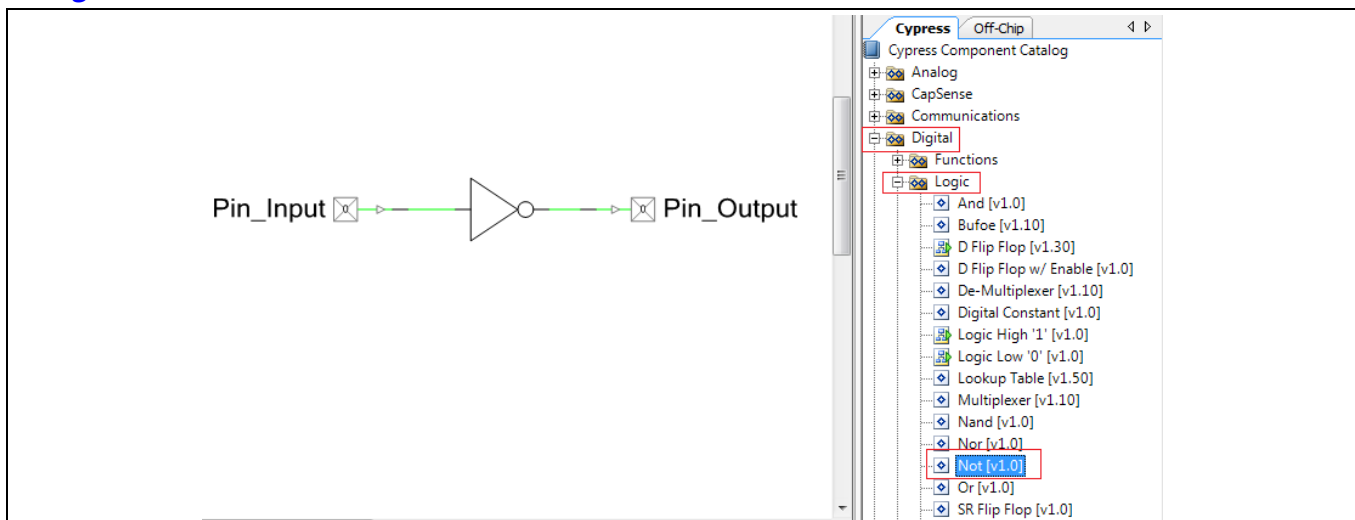 Pin_Input
Pin_Output
Cypress Off-Chip
Cypress Component Catalog
Analog
CapSense
Communications
Digital
Functions
Logic
And [v1.0]
Bufoe [v1.10]
D Flip Flop [v1.30]
D Flip Flop w/ Enable [v1.0]
De-Multiplexer [v1.10]
Digital Constant [v1.0]
Logic High '1' [v1.0]
Logic Low '0' [v1.0]
Lookup Table [v1.50]
Multiplexer [v1.10]
Nand [v1.0]
Nor [v1.0]
Not [v1.0]
Or [v1.0]
SR Flip Flop [v1.0]